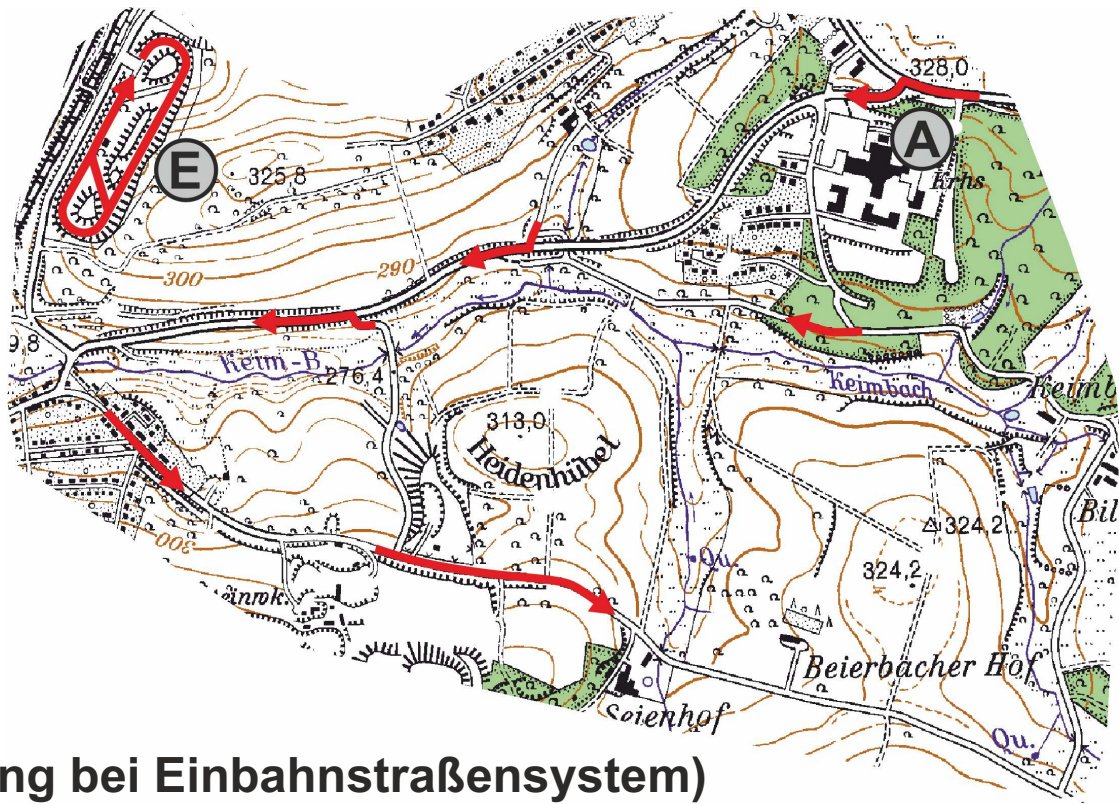 328,0
A
Krhs
E
325,8
300
290
9,8
Keim-B.
276,4
Keimbach
Keiml
313,0
Heidenhübel
Bil
324,2
324,2
300
Qu.
Beierbacher Hof
Seienhof
Qu.
ng bei Einbahnstraßensystem)